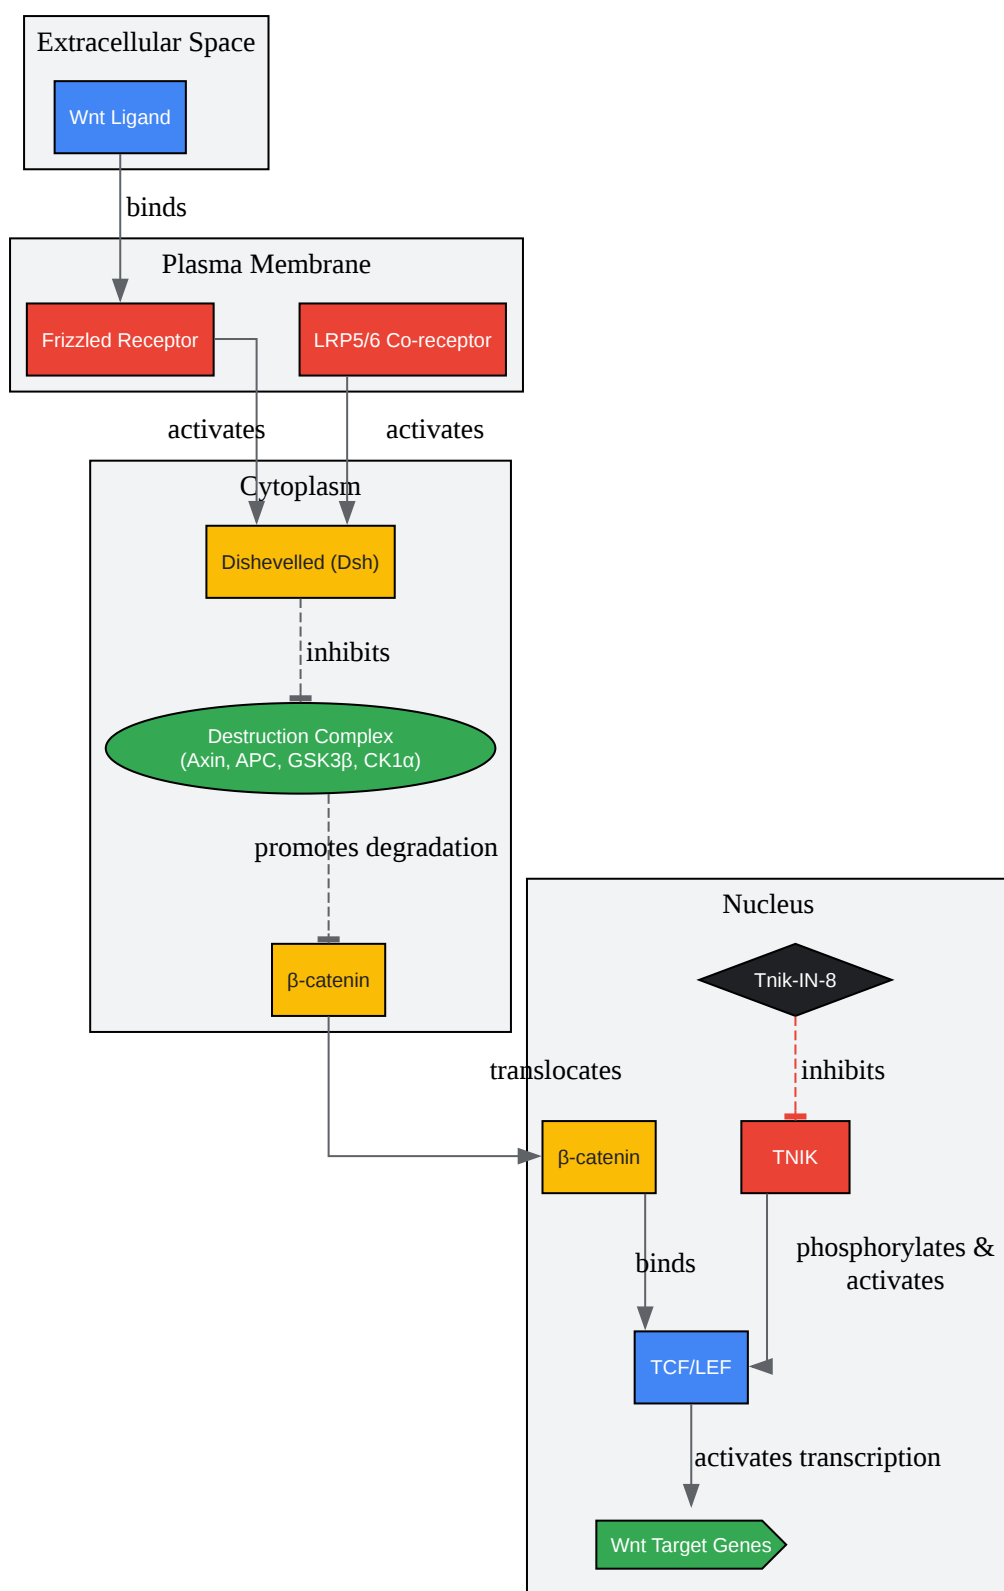 Extracellular Space
Wnt Ligand
binds
Plasma Membrane
Frizzled Receptor
LRP5/6 Co-receptor
activates
activates
Cytoplasm
Dishevelled (Dsh)
inhibits
Destruction Complex
(Axin, APC, GSK3β, CK1α)
promotes degradation
β-catenin
Nucleus
Tnik-IN-8
translocates
inhibits
β-catenin
TNIK
binds
phosphorylates &
activates
TCF/LEF
activates transcription
Wnt Target Genes